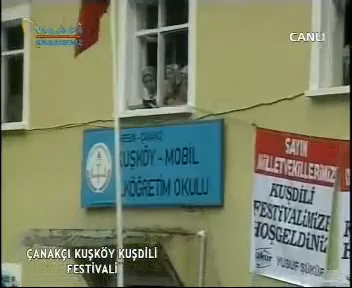 CANLI
KUŞKÖY - MOBİL
İLKÖĞRETİM OKULU
SAYIN
MİLLETVEKİLLERİMİZ
KUŞDİLİ
FESTİVALİMİZE
HOŞGELDİNİZ
YUSUF SÜKÜR
ÇANAKÇI KUŞKÖY KUŞDİLİ
FESTİVALİ